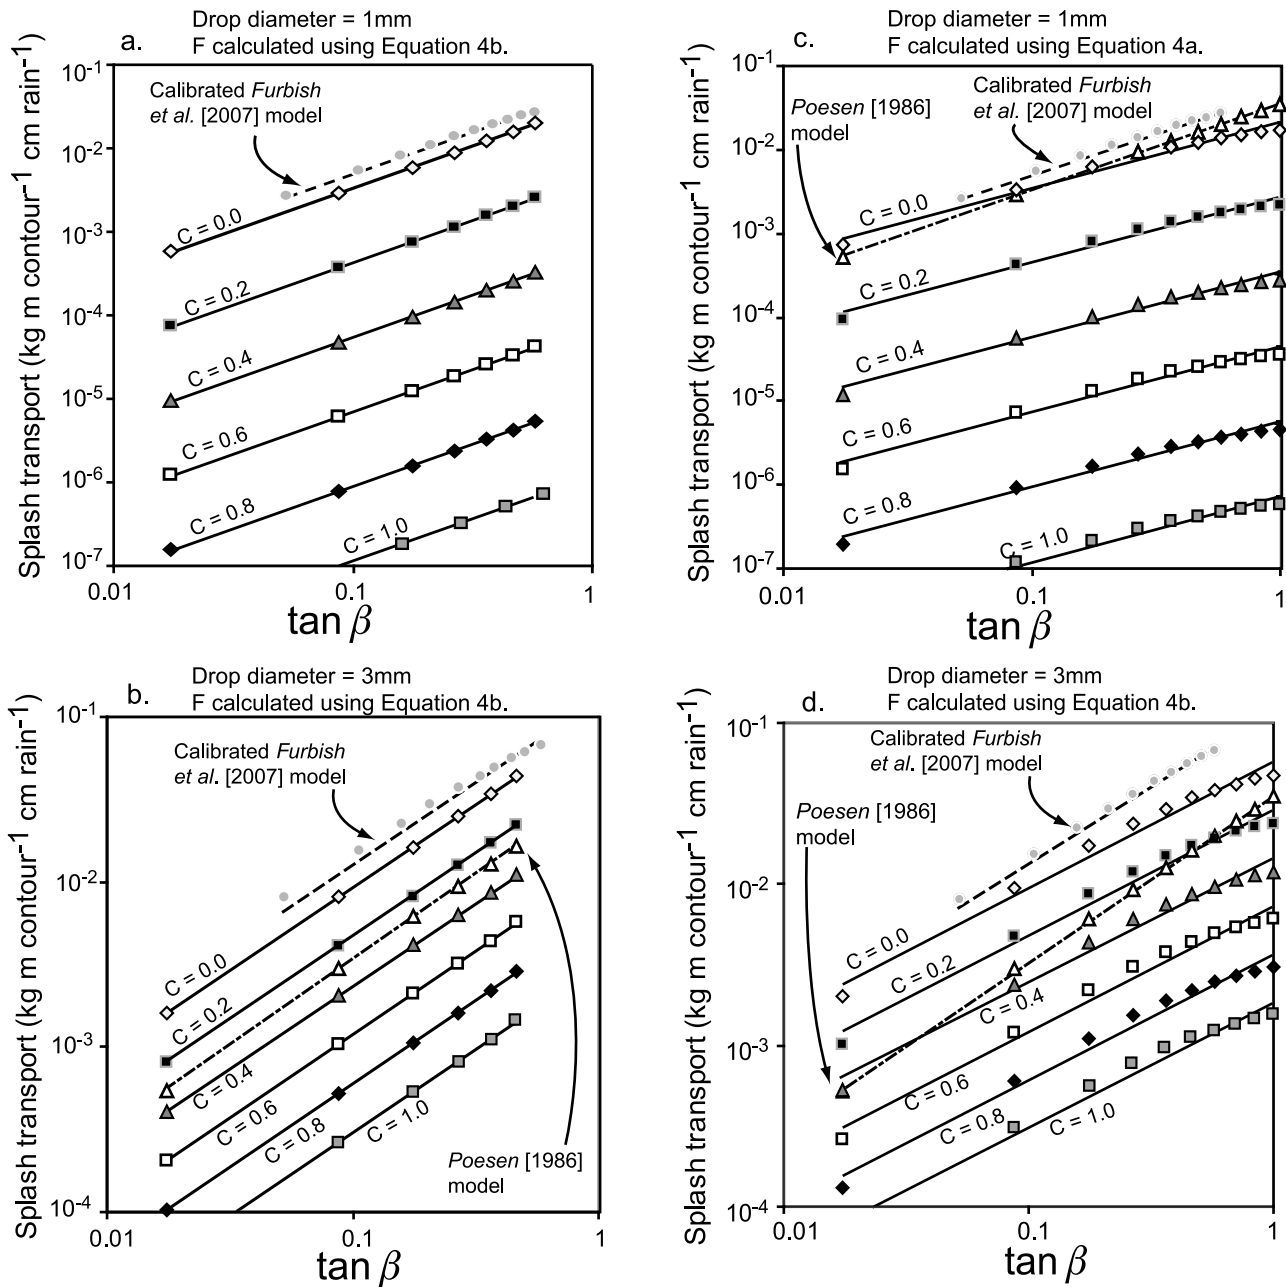 Drop diameter = 1mm
a. F calculated using Equation 4b.
Splash transport (kg m contour⁻¹ cm rain⁻¹)
10⁻¹
10⁻²
10⁻³
10⁻⁴
10⁻⁵
10⁻⁶
10⁻⁷
Calibrated Furbish
et al. [2007] model
C = 0.0
C = 0.2
C = 0.4
C = 0.6
C = 0.8
C = 1.0
0.01 0.1 1
tan β
Drop diameter = 1mm
c. F calculated using Equation 4a.
Splash transport (kg m contour⁻¹ cm rain⁻¹)
10⁻¹
10⁻²
10⁻³
10⁻⁴
10⁻⁵
10⁻⁶
10⁻⁷
Calibrated Furbish
et al. [2007] model
Poesen [1986]
model
C = 0.0
C = 0.2
C = 0.4
C = 0.6
C = 0.8
C = 1.0
0.01 0.1 1
tan β
Drop diameter = 3mm
b. F calculated using Equation 4b.
Splash transport (kg m contour⁻¹ cm rain⁻¹)
10⁻¹
10⁻²
10⁻³
10⁻⁴
Calibrated Furbish
et al. [2007] model
C = 0.0
C = 0.2
C = 0.4
C = 0.6
C = 0.8
C = 1.0
Poesen [1986]
model
0.01 0.1 1
tan β
Drop diameter = 3mm
d. F calculated using Equation 4b.
Splash transport (kg m contour⁻¹ cm rain⁻¹)
10⁻¹
10⁻²
10⁻³
10⁻⁴
Calibrated Furbish
et al. [2007] model
Poesen [1986]
model
C = 0.0
C = 0.2
C = 0.4
C = 0.6
C = 0.8
C = 1.0
0.01 0.1 1
tan β